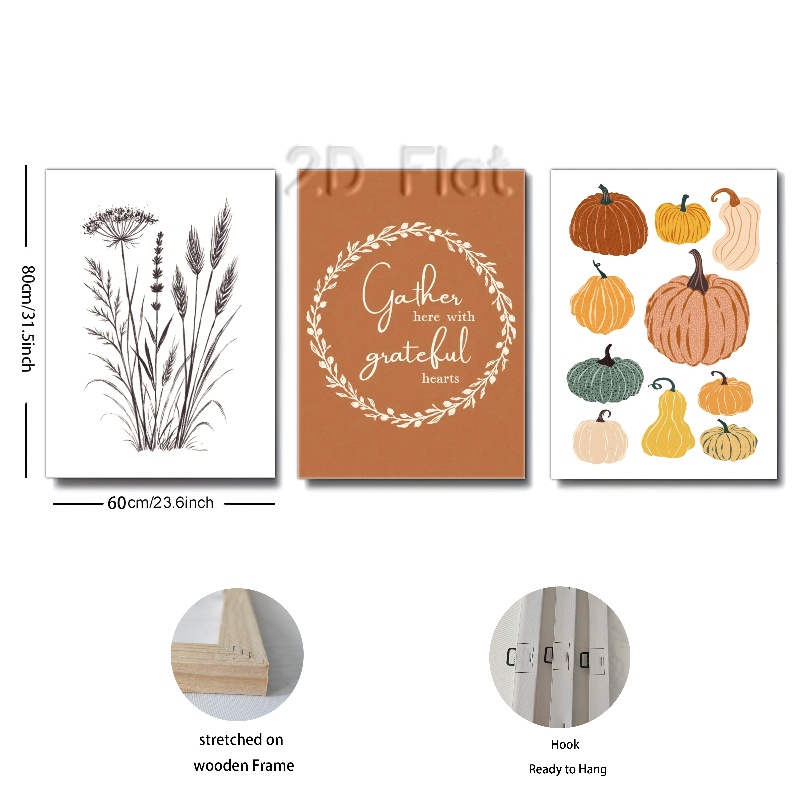 2D Flat
80cm/31.5inch
Gather
here with
grateful
hearts
60cm/23.6inch
stretched on
wooden Frame
Hook
Ready to Hang